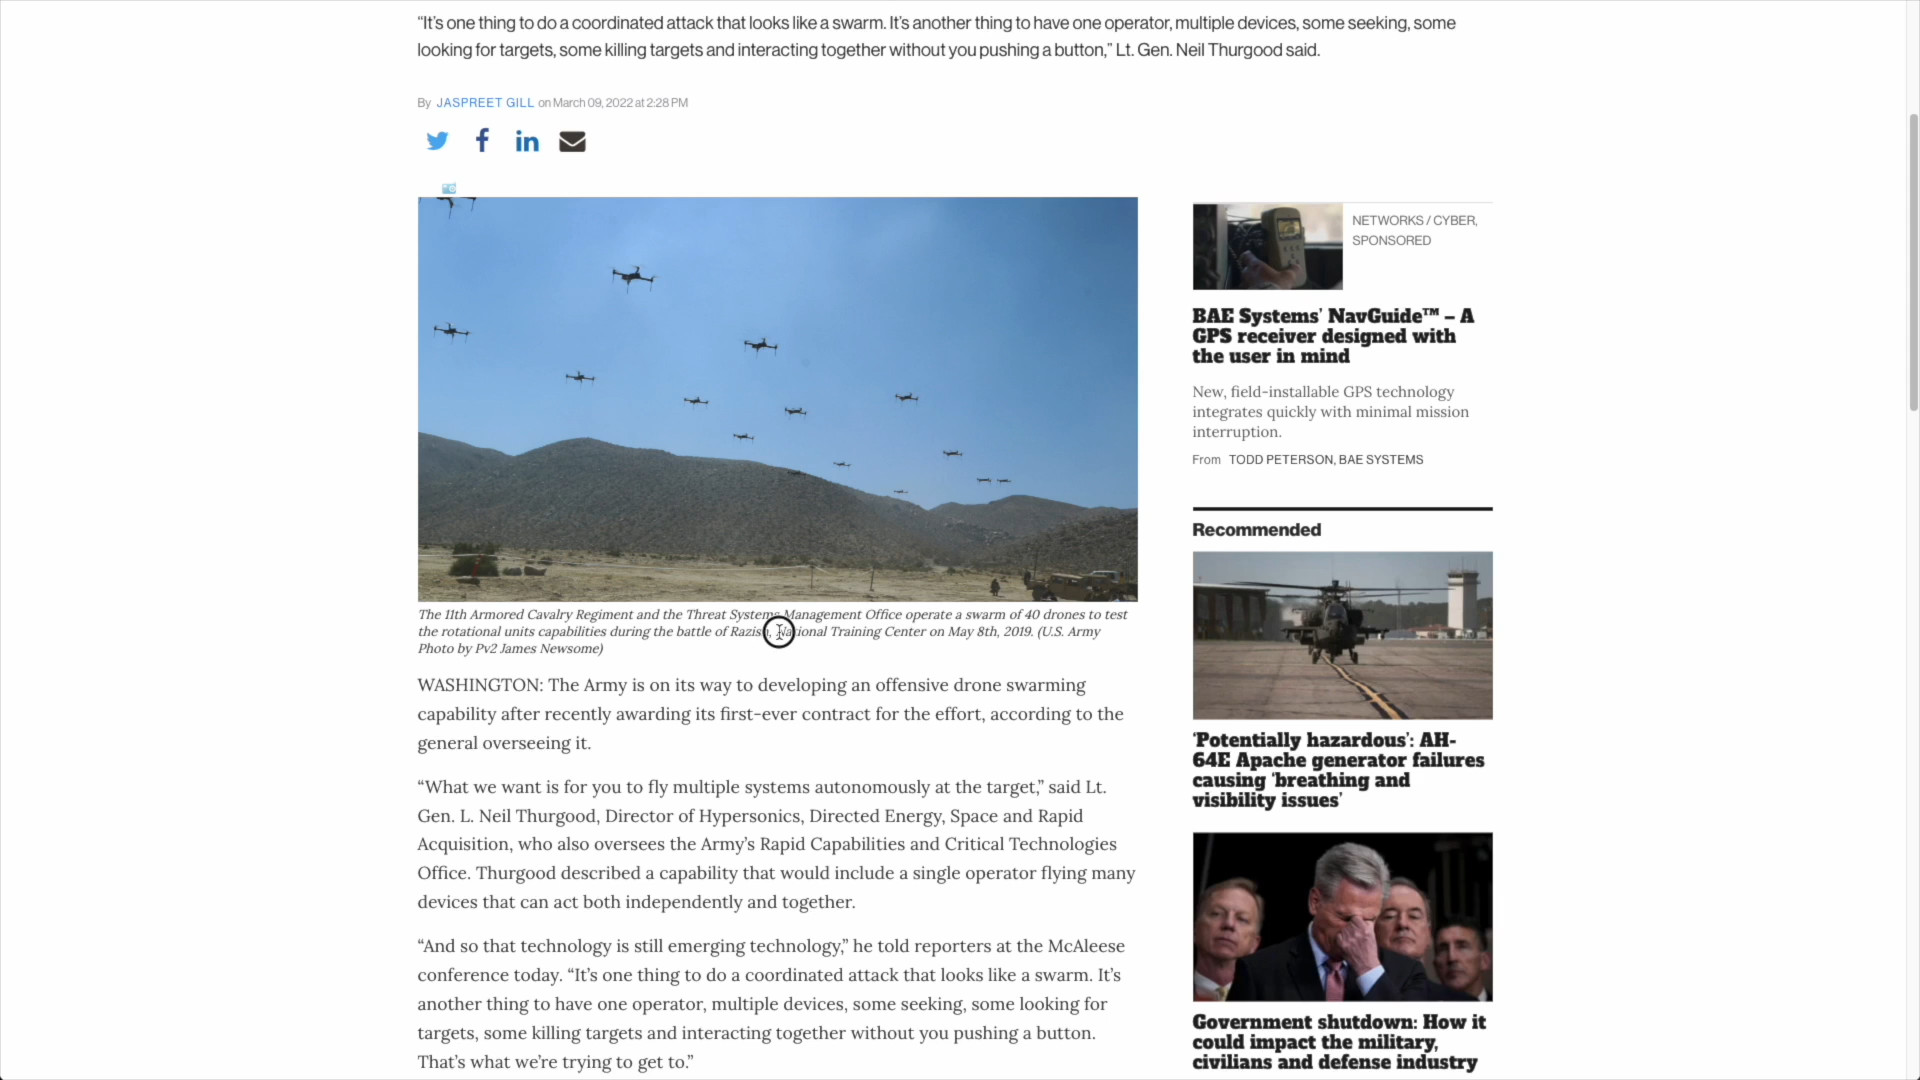 “It’s one thing to do a coordinated attack that looks like a swarm. It’s another thing to have one operator, multiple devices, some seeking, some
looking for targets, some killing targets and interacting together without you pushing a button,” Lt. Gen. Neil Thurgood said.
By JASPREET GILL on March 09, 2022 at 2:28 PM
The 11th Armored Cavalry Regiment and the Threat Systems Management Office operate a swarm of 40 drones to test
the rotational units capabilities during the battle of Razish, National Training Center on May 8th, 2019. (U.S. Army
Photo by Pv2 James Newsome)
WASHINGTON: The Army is on its way to developing an offensive drone swarming
capability after recently awarding its first-ever contract for the effort, according to the
general overseeing it.
“What we want is for you to fly multiple systems autonomously at the target,” said Lt.
Gen. L. Neil Thurgood, Director of Hypersonics, Directed Energy, Space and Rapid
Acquisition, who also oversees the Army’s Rapid Capabilities and Critical Technologies
Office. Thurgood described a capability that would include a single operator flying many
devices that can act both independently and together.
“And so that technology is still emerging technology,” he told reporters at the McAleese
conference today. “It’s one thing to do a coordinated attack that looks like a swarm. It’s
another thing to have one operator, multiple devices, some seeking, some looking for
targets, some killing targets and interacting together without you pushing a button.
That’s what we’re trying to get to.”
NETWORKS / CYBER,
SPONSORED
BAE Systems’ NavGuide™ – A
GPS receiver designed with
the user in mind
New, field-installable GPS technology
integrates quickly with minimal mission
interruption.
From TODD PETERSON, BAE SYSTEMS
Recommended
‘Potentially hazardous’: AH-
64E Apache generator failures
causing ‘breathing and
visibility issues’
Government shutdown: How it
could impact the military,
civilians and defense industry